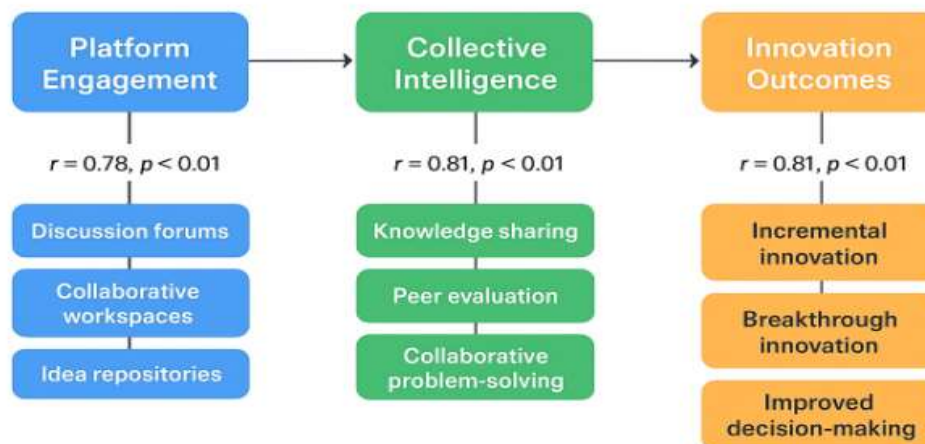 Platform
Engagement
Collective
Intelligence
Innovation
Outcomes
r = 0.78, p < 0.01
r = 0.81, p < 0.01
r = 0.81, p < 0.01
Discussion forums
Collaborative
workspaces
Idea repositories
Knowledge sharing
Peer evaluation
Collaborative
problem-solving
Incremental
innovation
Breakthrough
innovation
Improved
decision-making